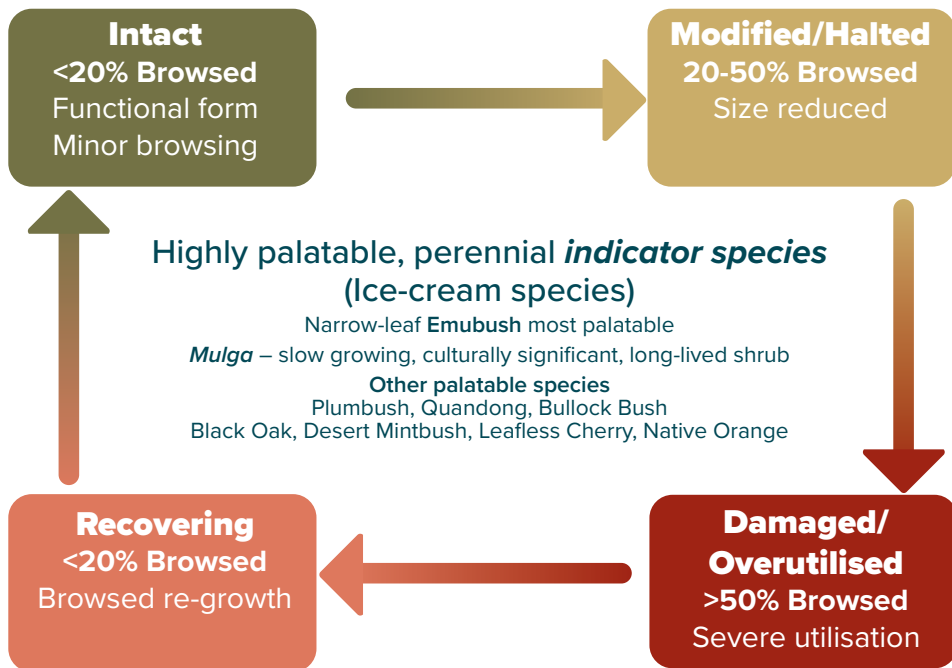 Intact
<20% Browsed
Functional form
Minor browsing
Modified/Halted
20-50% Browsed
Size reduced
Highly palatable, perennial indicator species
(Ice-cream species)
Narrow-leaf Emubush most palatable
Mulga – slow growing, culturally significant, long-lived shrub
Other palatable species
Plumbush, Quandong, Bullock Bush
Black Oak, Desert Mintbush, Leafless Cherry, Native Orange
Recovering
<20% Browsed
Browsed re-growth
Damaged/
Overutilised
>50% Browsed
Severe utilisation